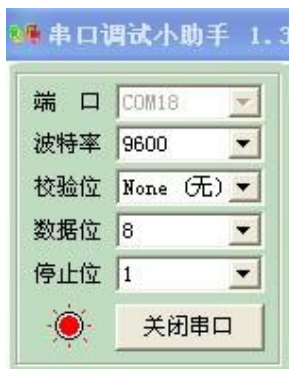 串口调试小助手 1.3
端 口 COM18
波特率 9600
校验位 None (无)
数据位 8
停止位 1
关闭串口